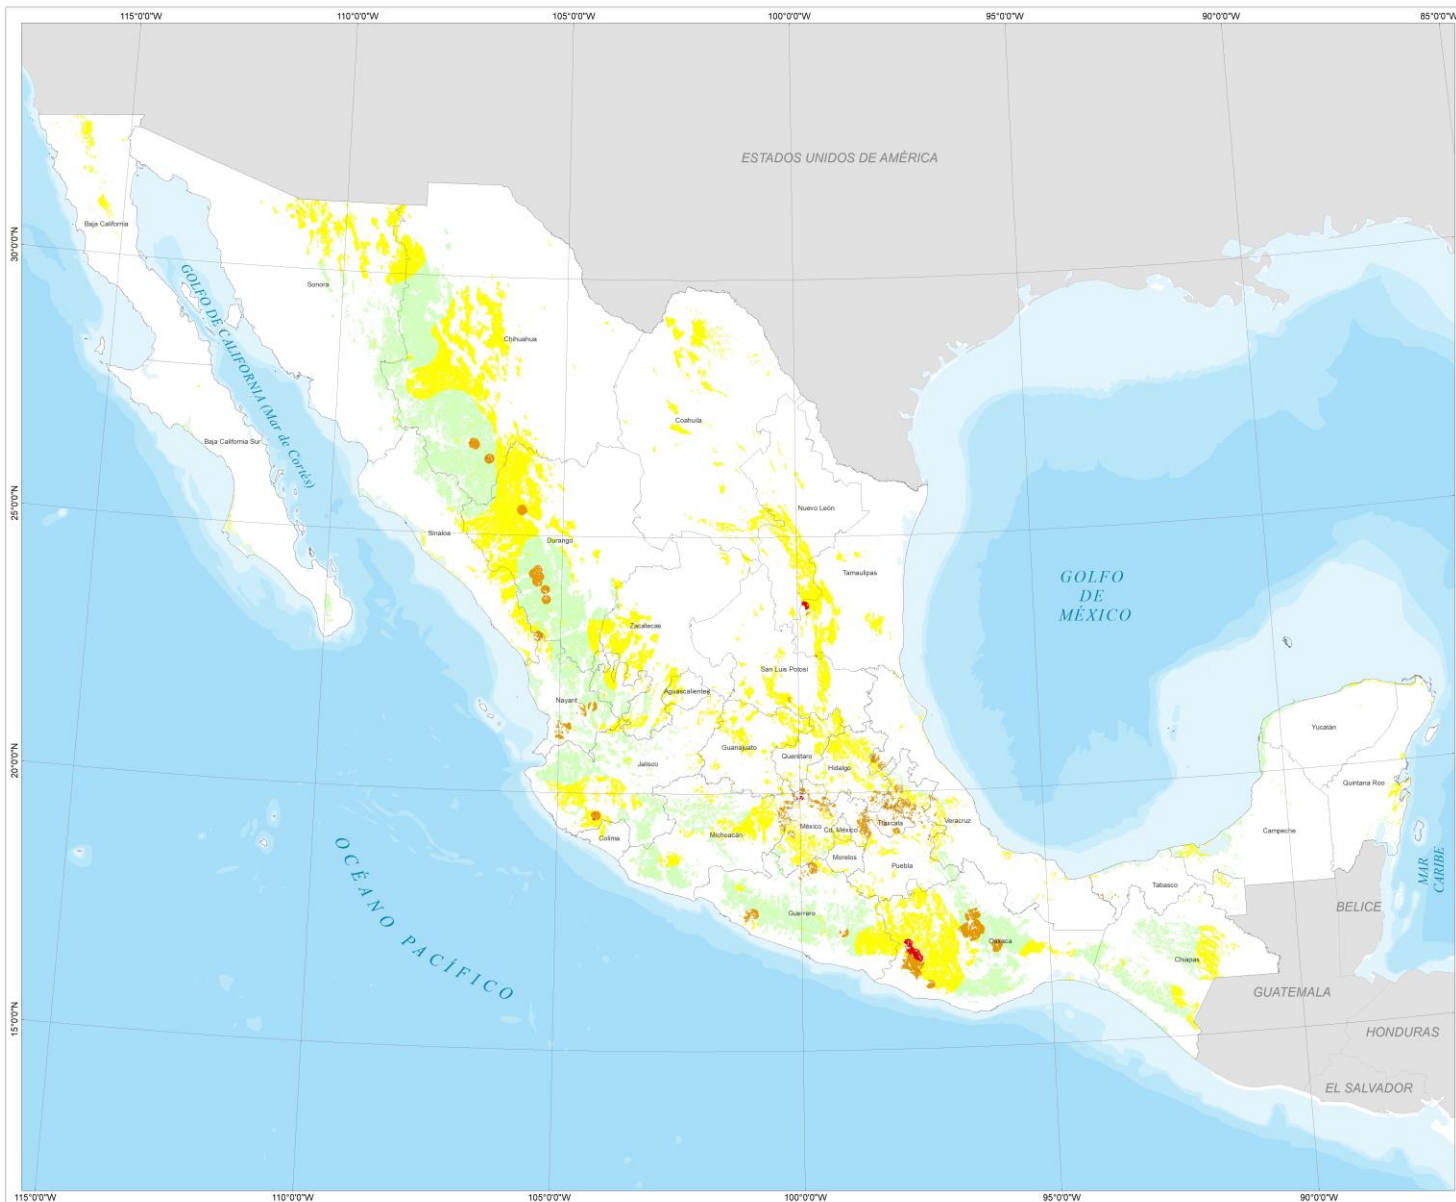 115°0'0"W 110°0'0"W 105°0'0"W 100°0'0"W 95°0'0"W 90°0'0"W 85°0'0"W
ESTADOS UNIDOS DE AMÉRICA
Baja California
30°0'0"N
Sonora
GOLFO DE CALIFORNIA (Mar de Cortés)
Chihuahua
Coahuila
Baja California Sur
25°0'0"N
Nuevo León
Sinaloa
Durango
Tamaulipas
GOLFO
DE
MÉXICO
Zacatecas
San Luis Potosí
Aguascalientes
Nayarit
Yucatán
Guanajuato
Querétaro
20°0'0"N
Jalisco
Hidalgo
Quintana Roo
México
Cd. México
Tlaxcala
Veracruz
Colima
Michoacán
Campeche
Morelos
Puebla
MAR
CARIBE
Tabasco
BELICE
OCÉANO PACÍFICO
Guerrero
Oaxaca
Chiapas
GUATEMALA
15°0'0"N
HONDURAS
EL SALVADOR
115°0'0"W 110°0'0"W 105°0'0"W 100°0'0"W 95°0'0"W 90°0'0"W